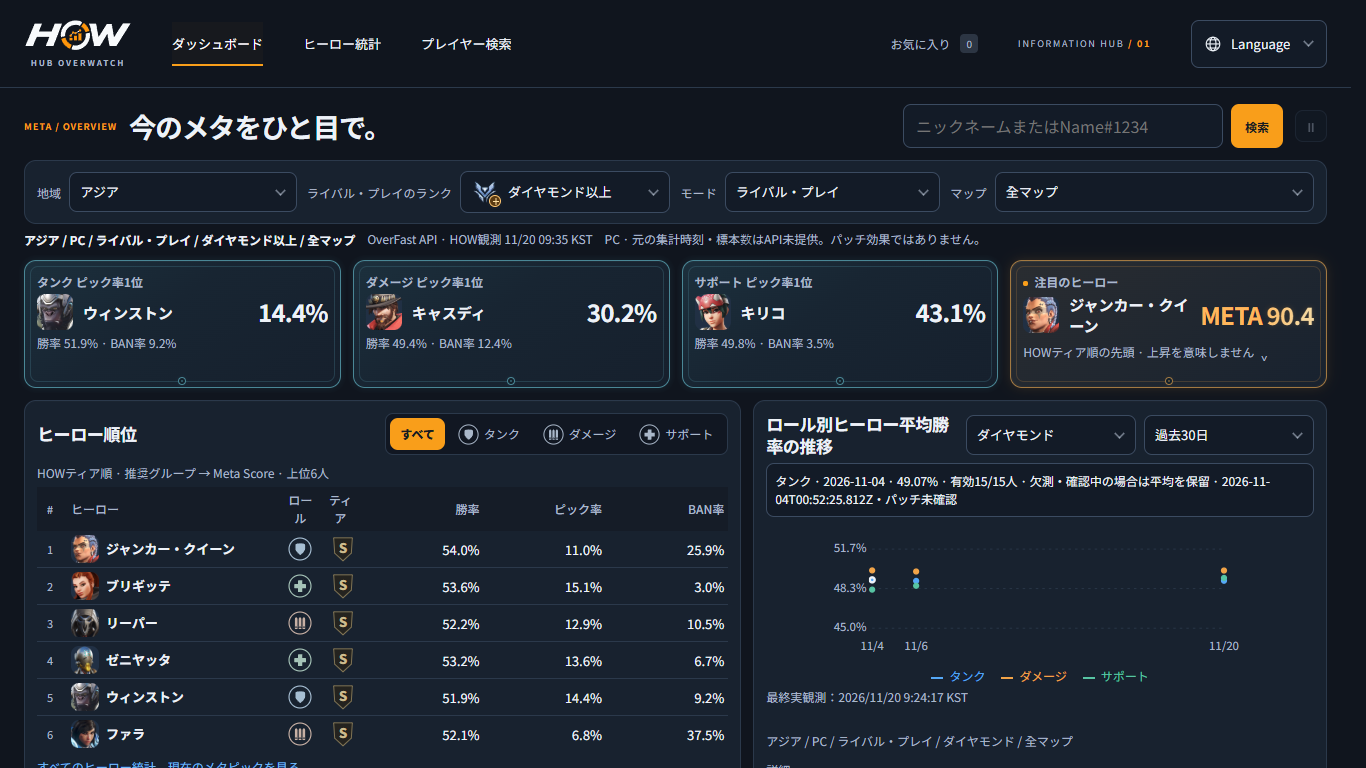 HOW
HUB OVERWATCH
ダッシュボード
ヒーロー統計
プレイヤー検索
お気に入り 0
INFORMATION HUB / 01
Language
META / OVERVIEW
今のメタをひと目で。
ニックネームまたはName#1234
検索
地域
アジア
ライバル・プレイのランク
ダイヤモンド以上
モード
ライバル・プレイ
マップ
全マップ
アジア / PC / ライバル・プレイ / ダイヤモンド以上 / 全マップ
OverFast API · HOW観測 11/20 09:35 KST
PC · 元の集計時刻・標本数はAPI未提供。パッチ効果ではありません。
タンク ピック率1位
ウィンストン
14.4%
勝率 51.9% · BAN率 9.2%
ダメージ ピック率1位
キャスディ
30.2%
勝率 49.4% · BAN率 12.4%
サポート ピック率1位
キリコ
43.1%
勝率 49.8% · BAN率 3.5%
注目のヒーロー
ジャンカー・クイ
ーン
META 90.4
HOWティア順の先頭 · 上昇を意味しません
ヒーロー順位
すべて
タンク
ダメージ
サポート
HOWティア順 · 推奨グループ → Meta Score · 上位6人
# ヒーロー ロー
ル ティ
ア 勝率 ピック率 BAN率
1 ジャンカー・クイーン S 54.0% 11.0% 25.9%
2 ブリギッテ S 53.6% 15.1% 3.0%
3 リーパー S 52.2% 12.9% 10.5%
4 ゼニヤッタ S 53.2% 13.6% 6.7%
5 ウィンストン S 51.9% 14.4% 9.2%
6 ファラ S 52.1% 6.8% 37.5%
すべてのヒーロー統計、現在のメタピックを見る
ロール別ヒーロー平均勝
率の推移
ダイヤモンド
過去30日
タンク · 2026-11-04 · 49.07% · 有効15/15人 · 欠測・確認中の場合は平均を保留 · 2026-11-
04T00:52:25.812Z・パッチ未確認
51.7%
48.3%
45.0%
11/4 11/6 11/20
タンク ダメージ サポート
最終実観測：2026/11/20 9:24:17 KST
アジア / PC / ライバル・プレイ / ダイヤモンド / 全マップ